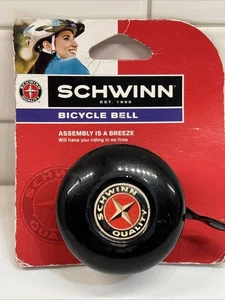 SCHWINN
EST. 1895
BICYCLE BELL
ASSEMBLY IS A BREEZE
Will have you riding in no time
SCHWINN
QUALITY